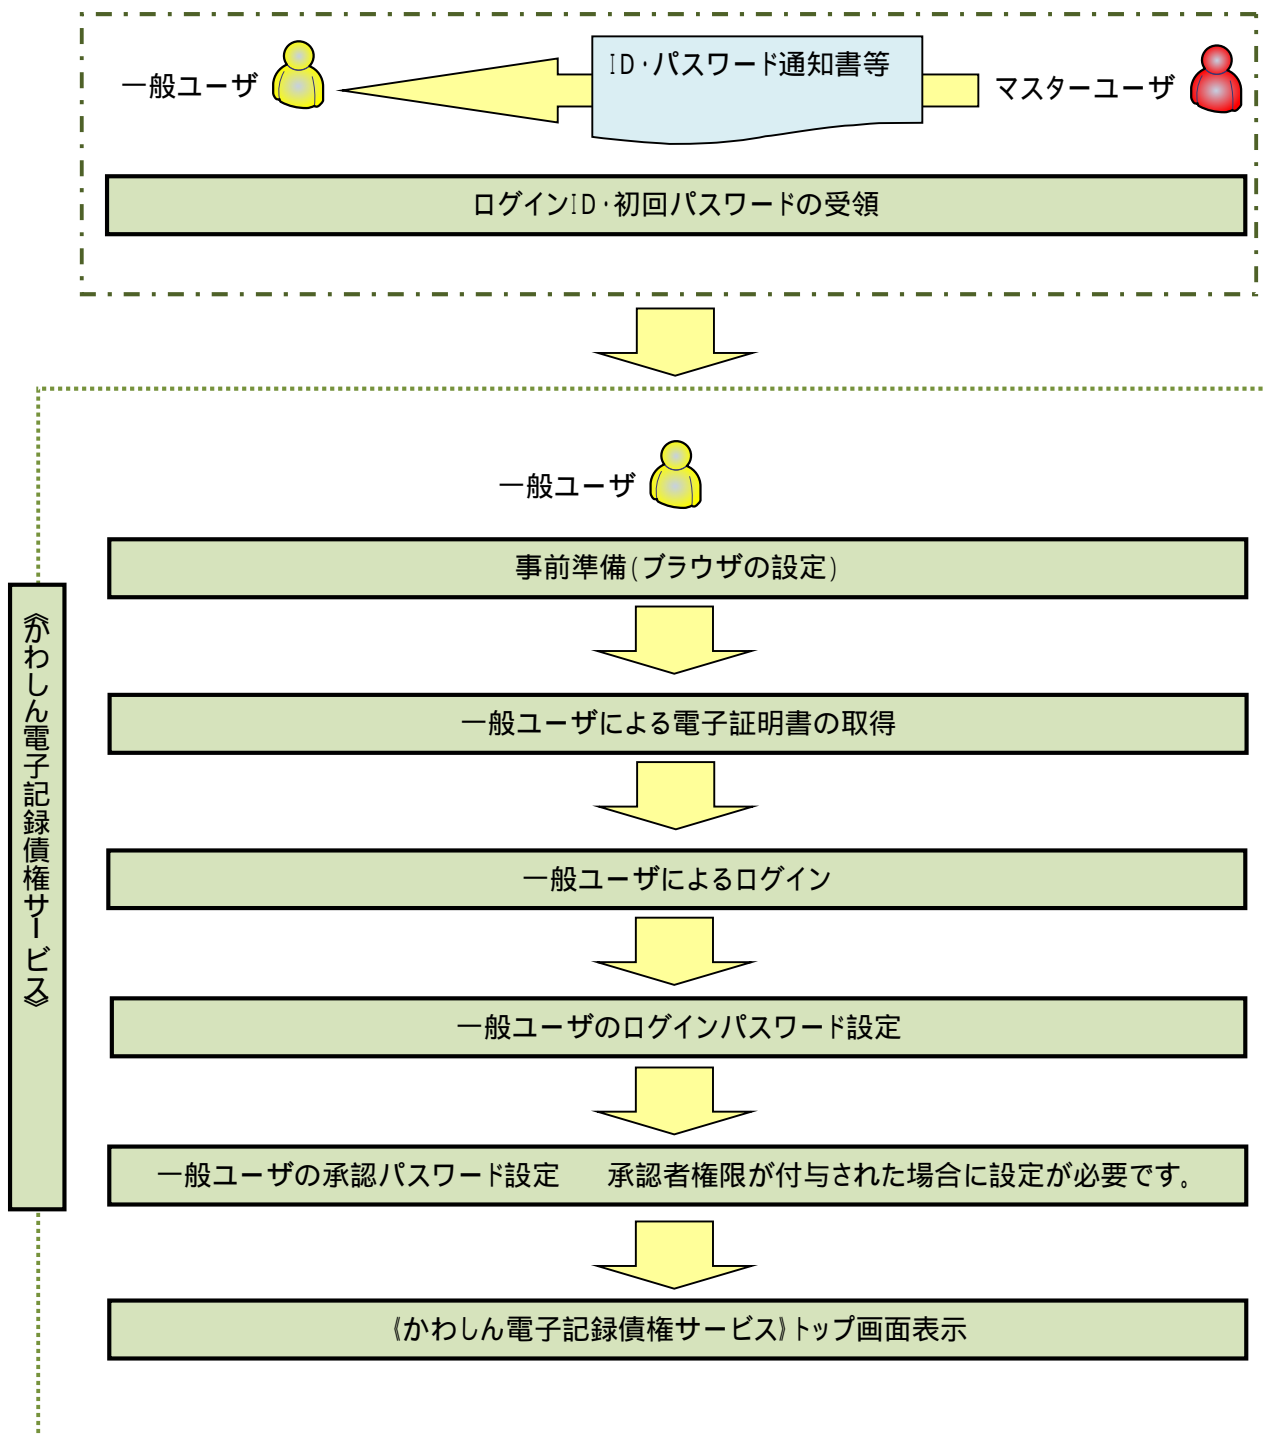 一般ユーザ
ID・パスワード通知書等
マスターユーザ
ログインID・初回パスワードの受領
一般ユーザ
事前準備(ブラウザの設定)
《かわしん電子記録債権サービス》
一般ユーザによる電子証明書の取得
一般ユーザによるログイン
一般ユーザのログインパスワード設定
一般ユーザの承認パスワード設定　承認者権限が付与された場合に設定が必要です。
《かわしん電子記録債権サービス》トップ画面表示